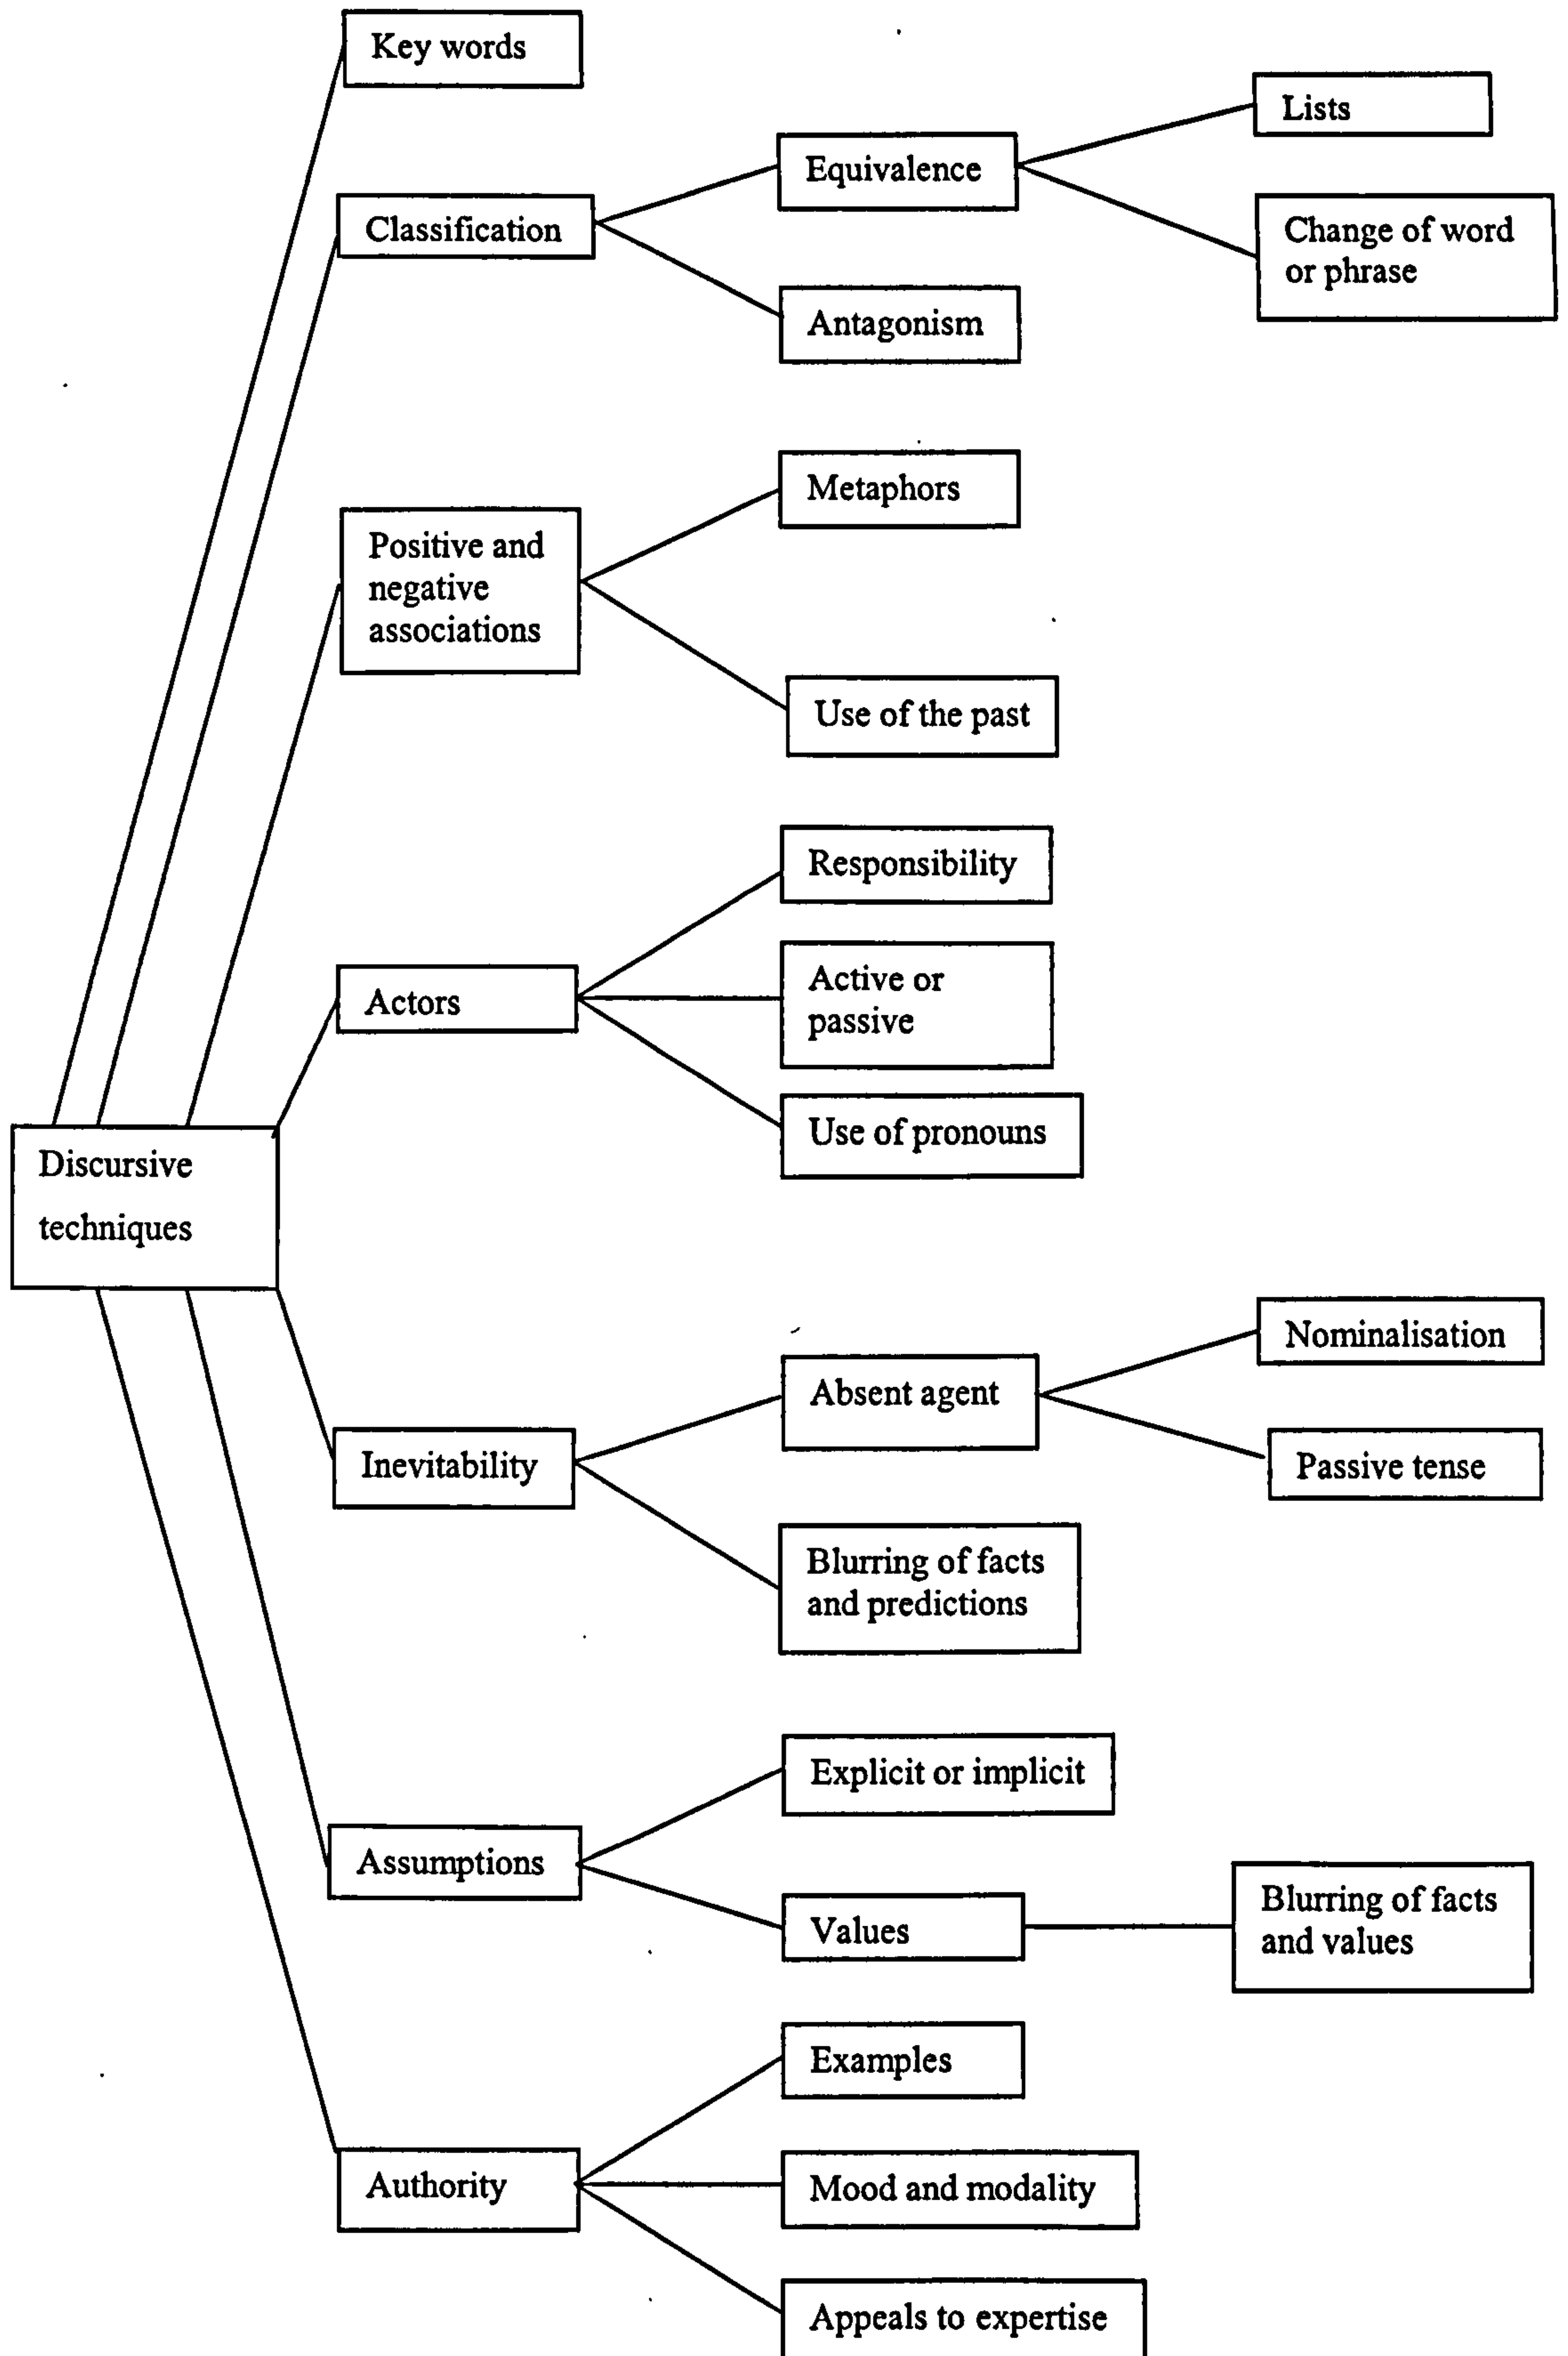 Key words
Lists
Equivalence
Classification
Change of word
or phrase
Antagonism
Metaphors
Positive and
negative
associations
Use of the past
Responsibility
Active or
passive
Actors
Use of pronouns
Discursive
techniques
Nominalisation
Absent agent
Inevitability
Passive tense
Blurring of facts
and predictions
Explicit or implicit
Assumptions
Values
Blurring of facts
and values
Examples
Authority
Mood and modality
Appeals to expertise